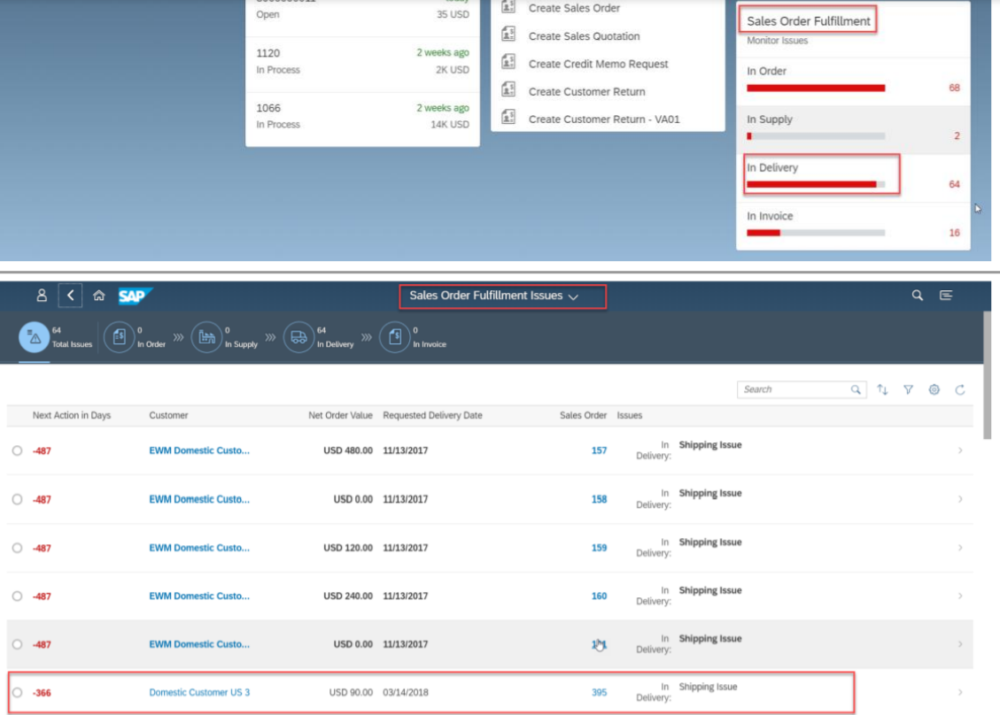 Open 35 USD
1120 2 weeks ago
In Process 2K USD
1066 2 weeks ago
In Process 14K USD
Create Sales Order
Create Sales Quotation
Create Credit Memo Request
Create Customer Return
Create Customer Return - VA01
Sales Order Fulfillment
Monitor Issues
In Order
68
In Supply
2
In Delivery
64
In Invoice
16
SAP Sales Order Fulfillment Issues
64 Total Issues
0 In Order
0 In Supply
64 In Delivery
0 In Invoice
Search
Next Action in Days Customer Net Order Value Requested Delivery Date Sales Order Issues
-487 EWM Domestic Custo... USD 480.00 11/13/2017 157 In Delivery: Shipping Issue
-487 EWM Domestic Custo... USD 0.00 11/13/2017 158 In Delivery: Shipping Issue
-487 EWM Domestic Custo... USD 120.00 11/13/2017 159 In Delivery: Shipping Issue
-487 EWM Domestic Custo... USD 240.00 11/13/2017 160 In Delivery: Shipping Issue
-487 EWM Domestic Custo... USD 0.00 11/13/2017 In Delivery: Shipping Issue
-366 Domestic Customer US 3 USD 90.00 03/14/2018 395 In Delivery: Shipping Issue